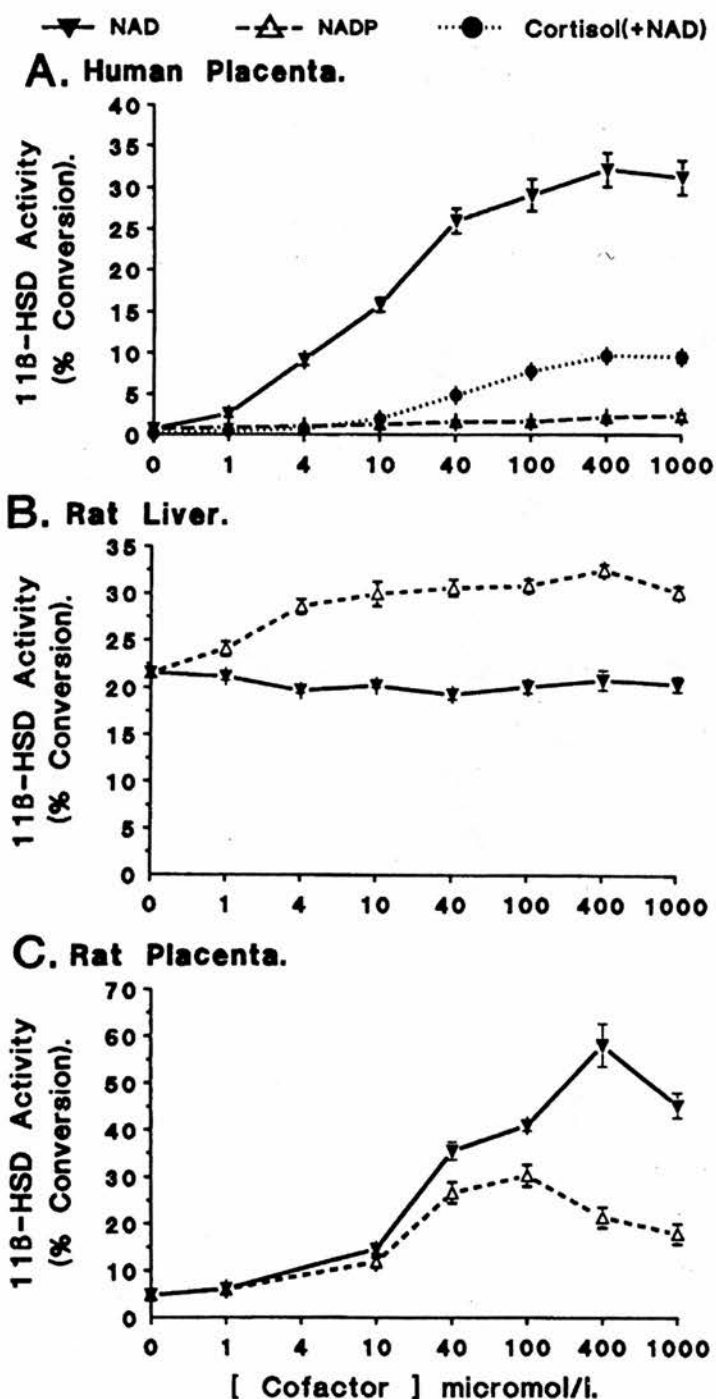 NAD NADP Cortisol(+NAD)
A. Human Placenta.
40
35
30
25
20
15
10
5
0
11ß-HSD Activity
(% Conversion).
0 1 4 10 40 100 400 1000
B. Rat Liver.
35
30
25
20
15
10
5
0
11ß-HSD Activity
(% Conversion).
0 1 4 10 40 100 400 1000
C. Rat Placenta.
70
60
50
40
30
20
10
0
11ß-HSD Activity
(% Conversion).
0 1 4 10 40 100 400 1000
[ Cofactor ] micromol/l.